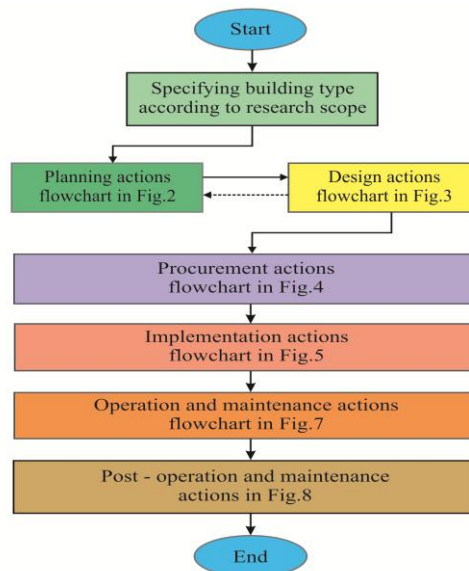 Start
Specifying building type
according to research scope
Planning actions
flowchart in Fig.2
Design actions
flowchart in Fig.3
Procurement actions
flowchart in Fig.4
Implementation actions
flowchart in Fig.5
Operation and maintenance actions
flowchart in Fig.7
Post - operation and maintenance
actions in Fig.8
End